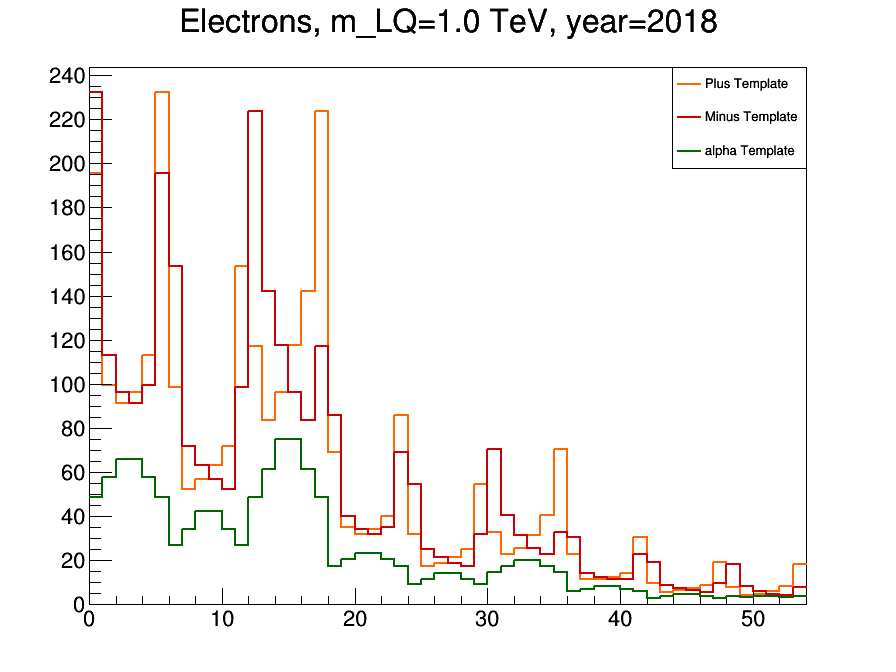 Electrons, m_LQ=1.0 TeV, year=2018
Plus Template
Minus Template
alpha Template
240
220
200
180
160
140
120
100
80
60
40
20
0
0 10 20 30 40 50